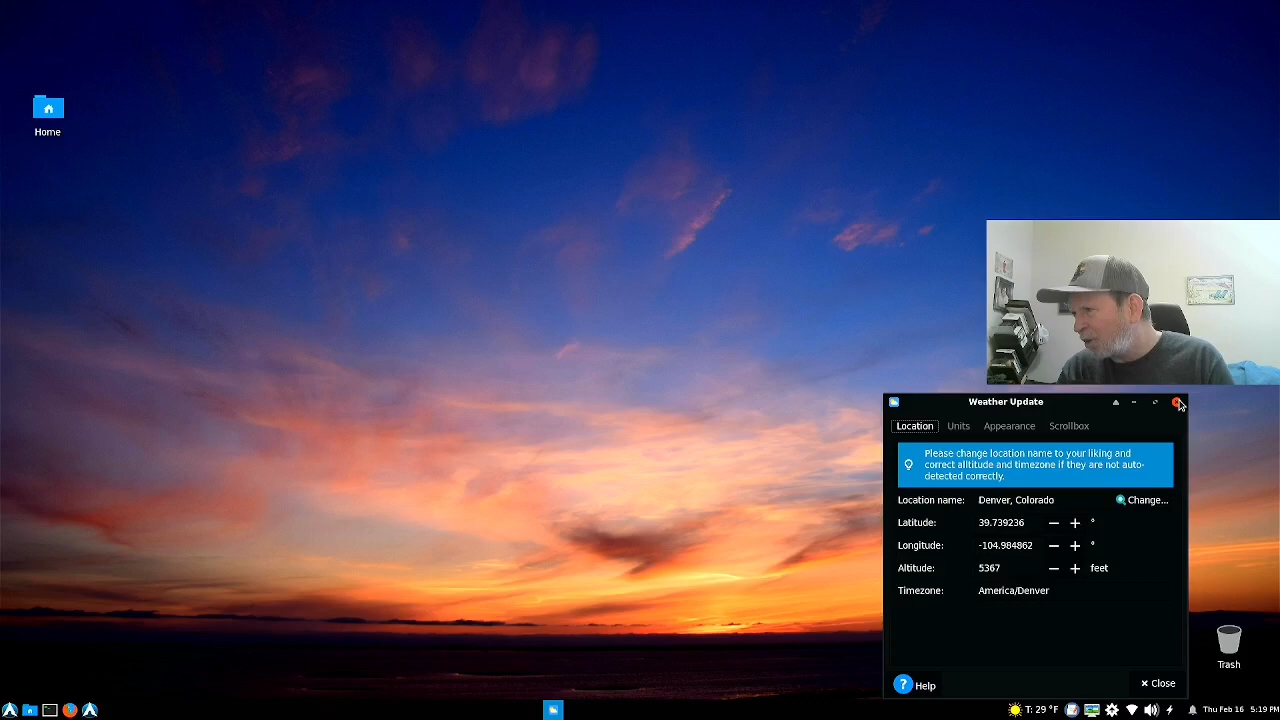 Home
Weather Update
Location Units Appearance Scrollbox
Please change location name to your liking and
correct altitude and timezone if they are not auto-
detected correctly.
Location name: Denver, Colorado Change...
Latitude: 39.739236 °
Longitude: -104.984862 °
Altitude: 5367 feet
Timezone: America/Denver
Help Close
Trash
T: 29 °F Thu Feb 16 5:19 PM